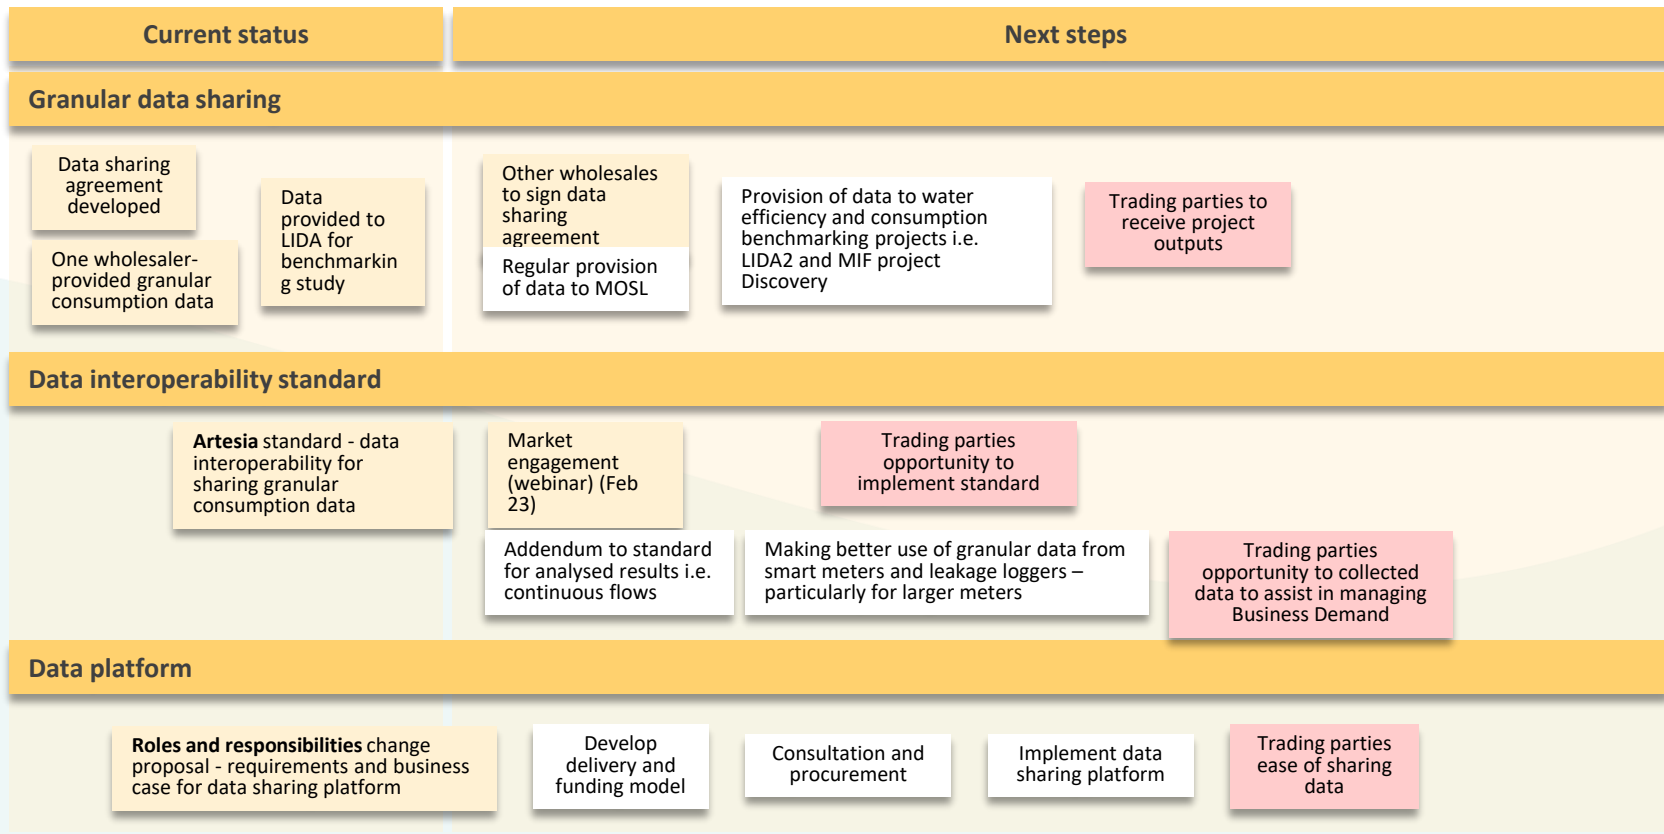 Current status
Next steps
Granular data sharing
Data sharing
agreement
developed
One wholesaler-
provided granular
consumption data
Data
provided to
LIDA for
benchmarkin
g study
Other wholesales
to sign data
sharing
agreement
Regular provision
of data to MOSL
Provision of data to water
efficiency and consumption
benchmarking projects i.e.
LIDA2 and MIF project
Discovery
Trading parties to
receive project
outputs
Data interoperability standard
Artesia standard - data
interoperability for
sharing granular
consumption data
Market
engagement
(webinar) (Feb
23)
Trading parties
opportunity to
implement standard
Addendum to standard
for analysed results i.e.
continuous flows
Making better use of granular data from
smart meters and leakage loggers –
particularly for larger meters
Trading parties
opportunity to collected
data to assist in managing
Business Demand
Data platform
Roles and responsibilities change
proposal - requirements and business
case for data sharing platform
Develop
delivery and
funding model
Consultation and
procurement
Implement data
sharing platform
Trading parties
ease of sharing
data